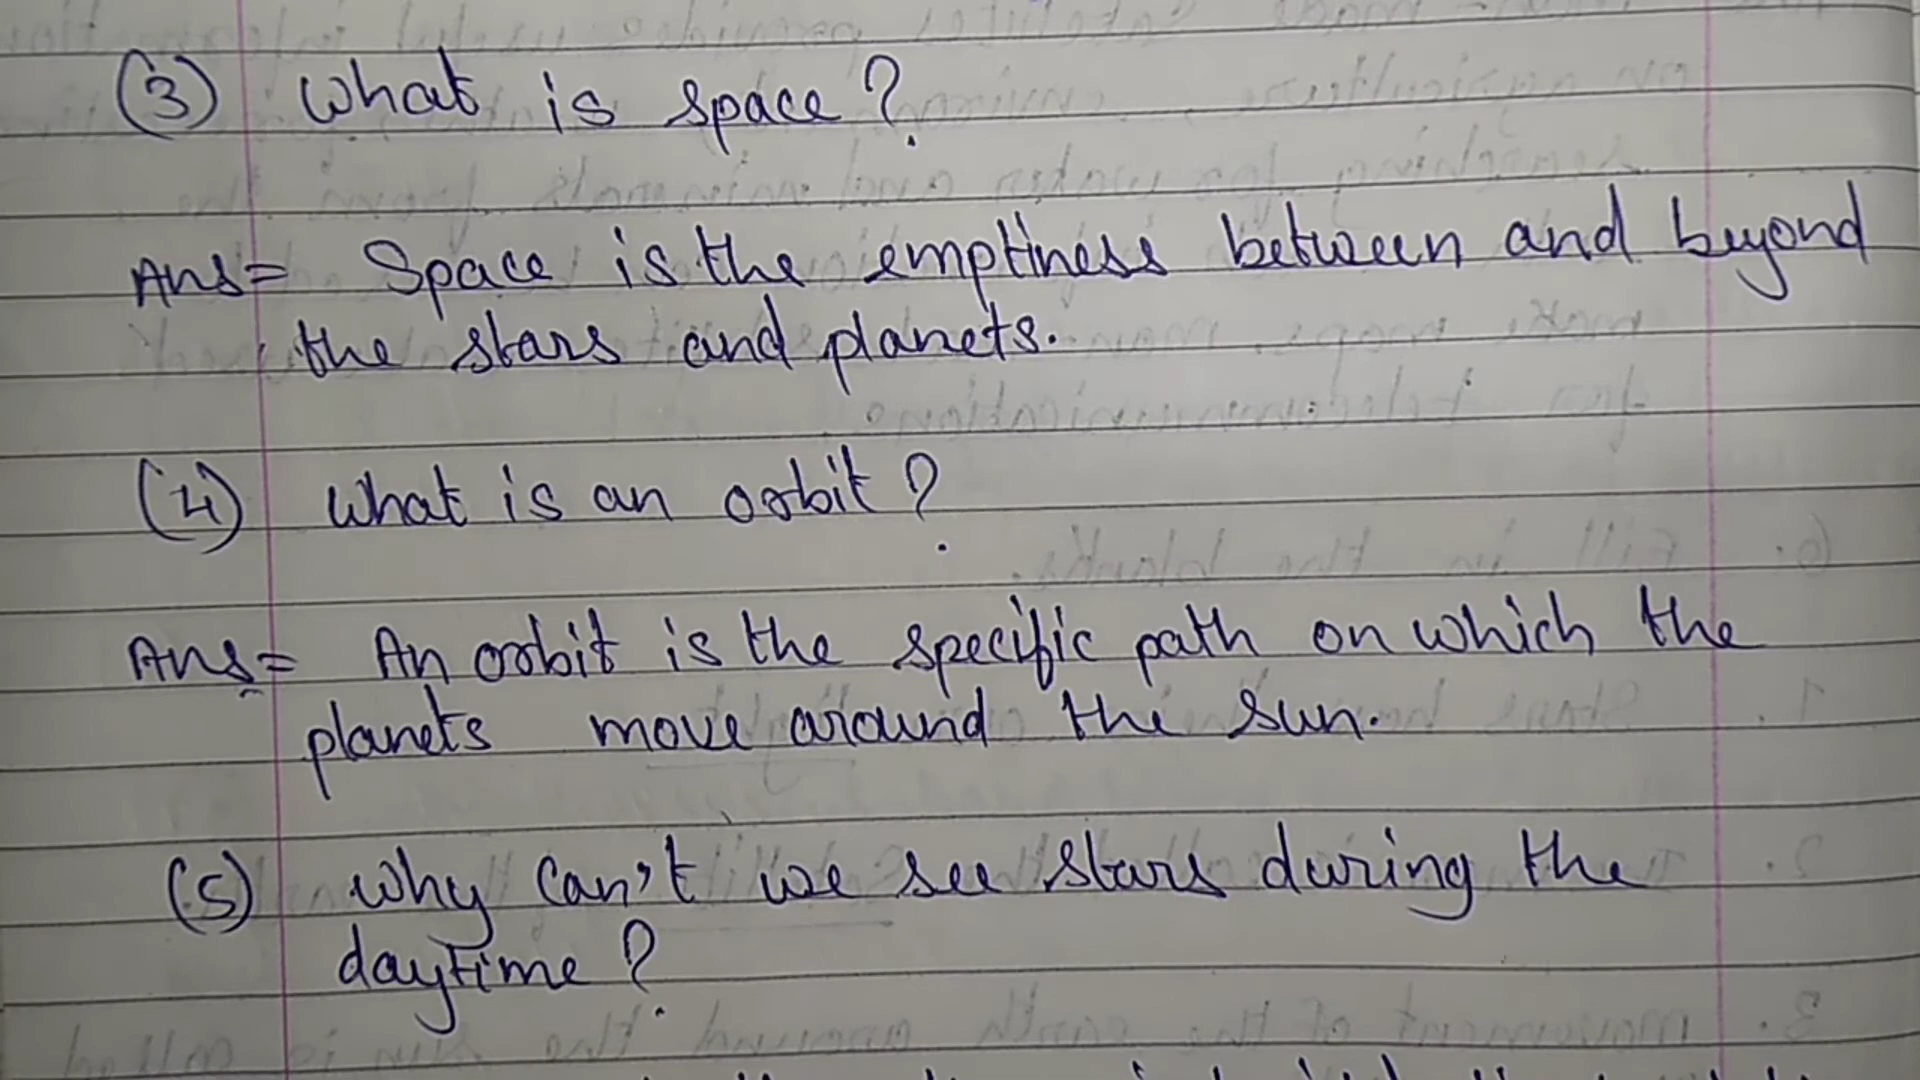 (3) What is space?
Ans= Space is the emptiness between and beyond
the stars and planets.
(4) What is an orbit?
Ans= An orbit is the specific path on which the
planets move around the sun.
(5) Why can't we see stars during the
daytime?